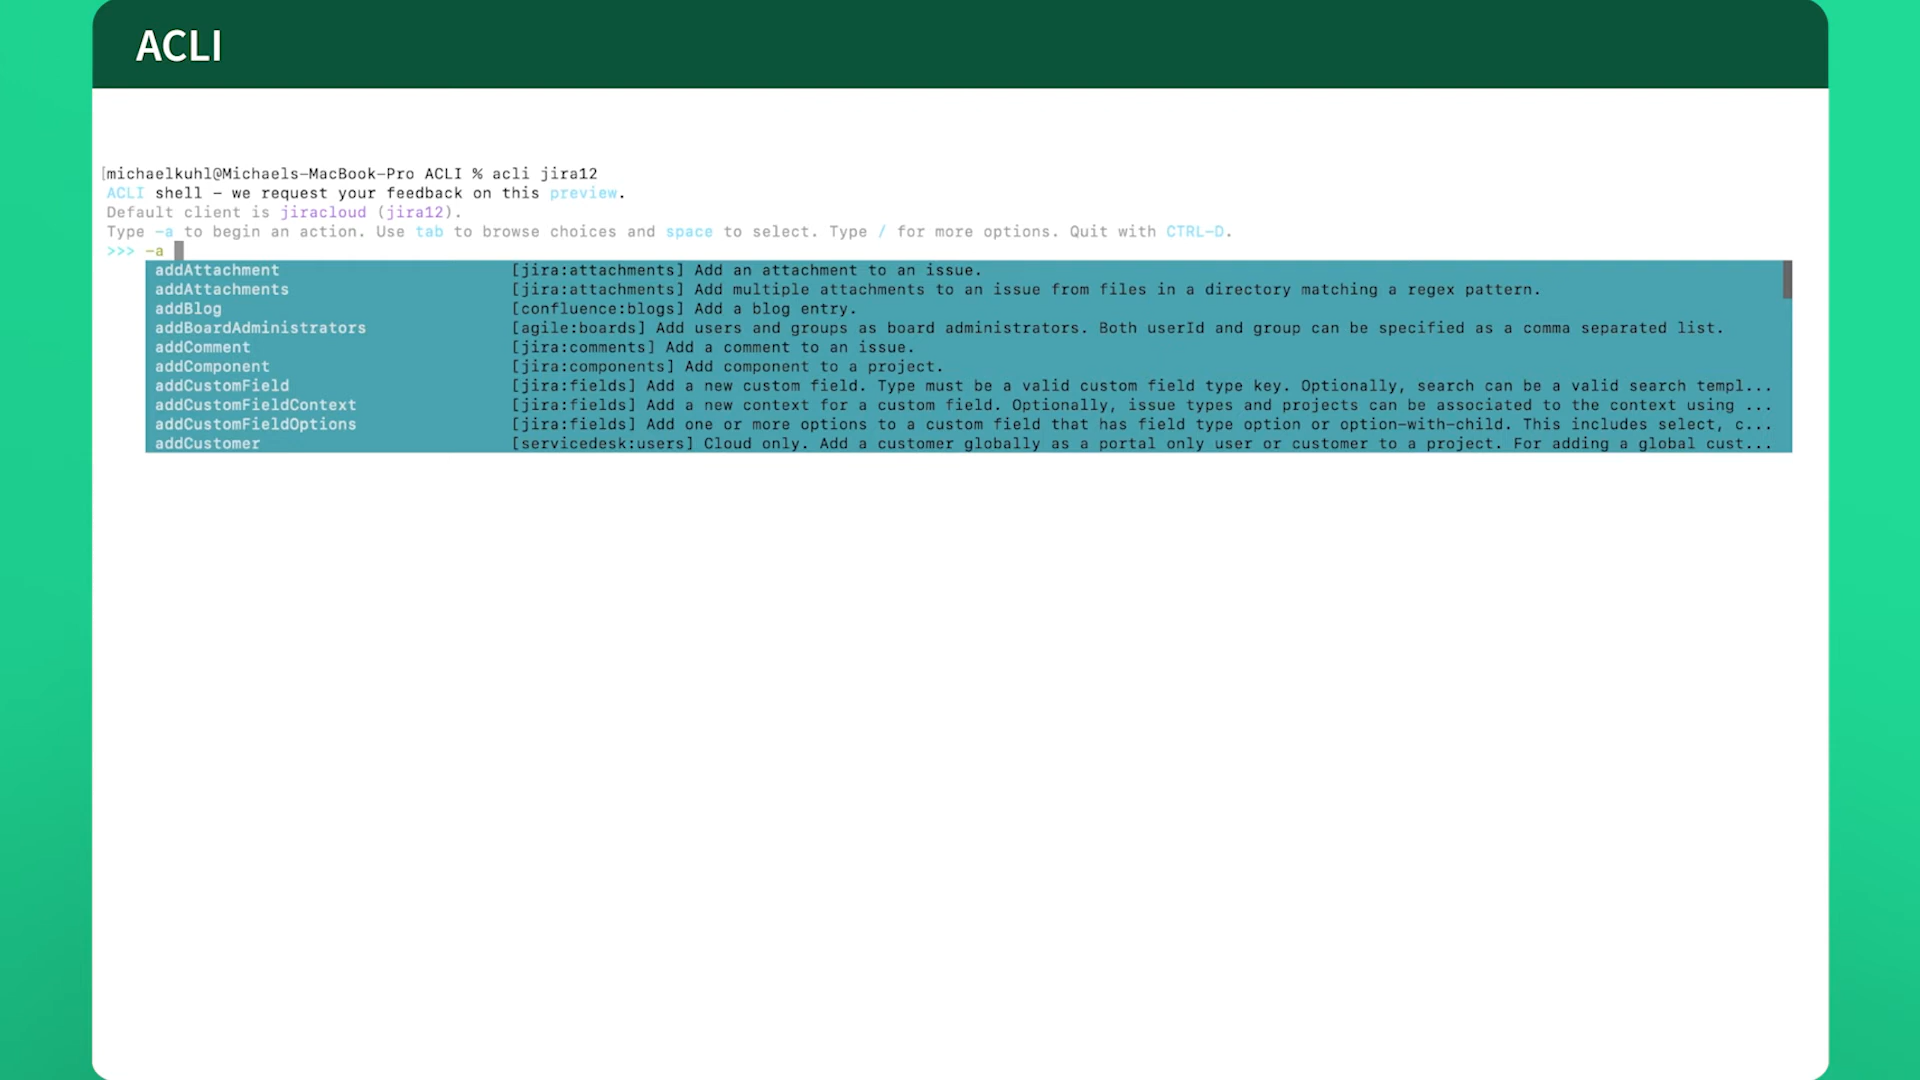 ACLI
[michaelkuhl@Michaels-MacBook-Pro ACLI % acli jira12
ACLI shell – we request your feedback on this preview.
Default client is jiracloud (jira12).
Type -a to begin an action. Use tab to browse choices and space to select. Type / for more options. Quit with CTRL-D.
>>> -a
addAttachment [jira:attachments] Add an attachment to an issue.
addAttachments [jira:attachments] Add multiple attachments to an issue from files in a directory matching a regex pattern.
addBlog [confluence:blogs] Add a blog entry.
addBoardAdministrators [agile:boards] Add users and groups as board administrators. Both userId and group can be specified as a comma separated list.
addComment [jira:comments] Add a comment to an issue.
addComponent [jira:components] Add component to a project.
addCustomField [jira:fields] Add a new custom field. Type must be a valid custom field type key. Optionally, search can be a valid search templ...
addCustomFieldContext [jira:fields] Add a new context for a custom field. Optionally, issue types and projects can be associated to the context using ...
addCustomFieldOptions [jira:fields] Add one or more options to a custom field that has field type option or option-with-child. This includes select, c...
addCustomer [servicedesk:users] Cloud only. Add a customer globally as a portal only user or customer to a project. For adding a global cust...